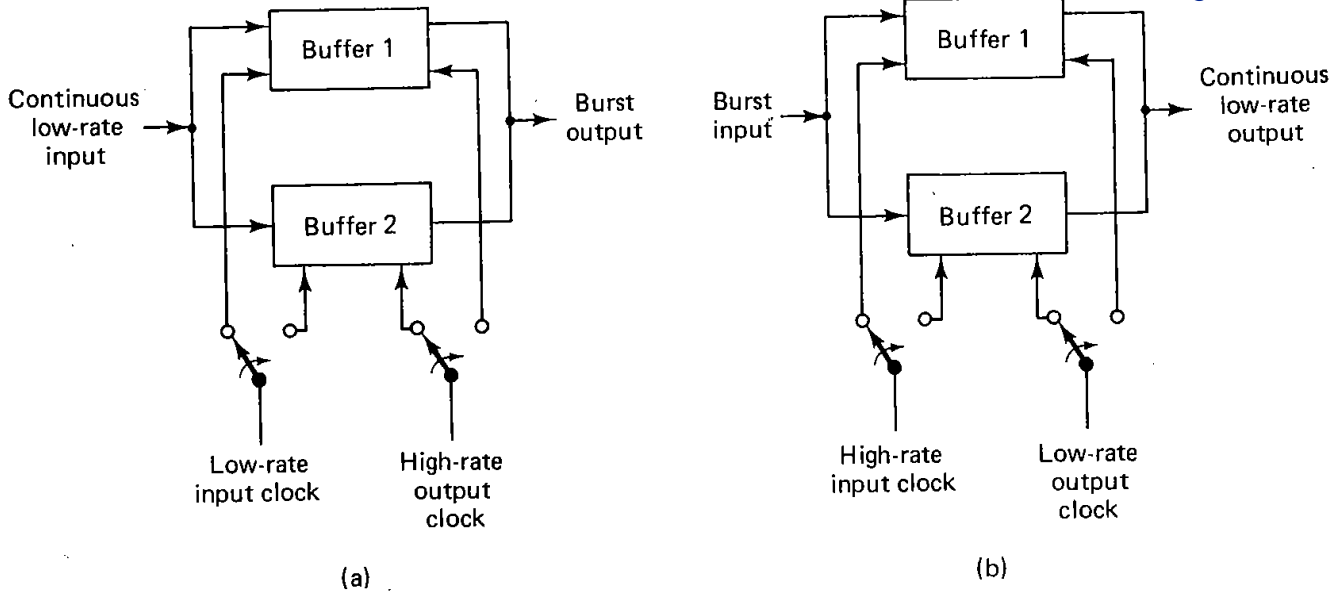 Buffer 1
Continuous
low-rate
input
Burst
output
Buffer 2
Low-rate
input clock
High-rate
output
clock
(a)
Buffer 1
Burst
input
Continuous
low-rate
output
Buffer 2
High-rate
input clock
Low-rate
output
clock
(b)